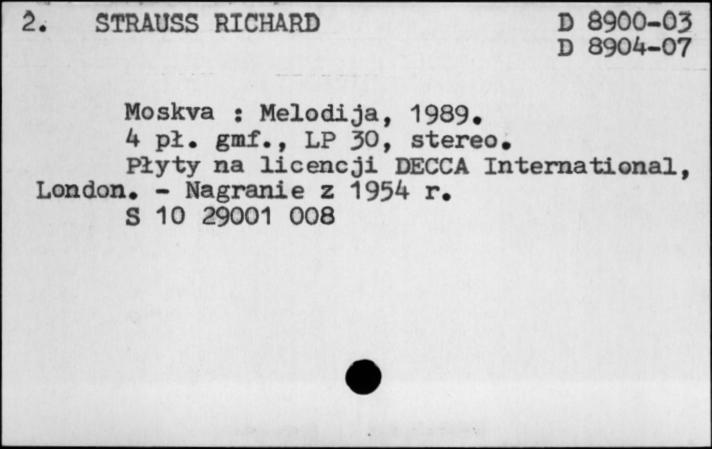 2. STRAUSS RICHARD D 8900-03
D 8904-07
Moskva : Melodija, 1989.
4 pł. gmf., LP 30, stereo.
Płyty na licencji DECCA International,
London. - Nagranie z 1954 r.
S 10 29001 008